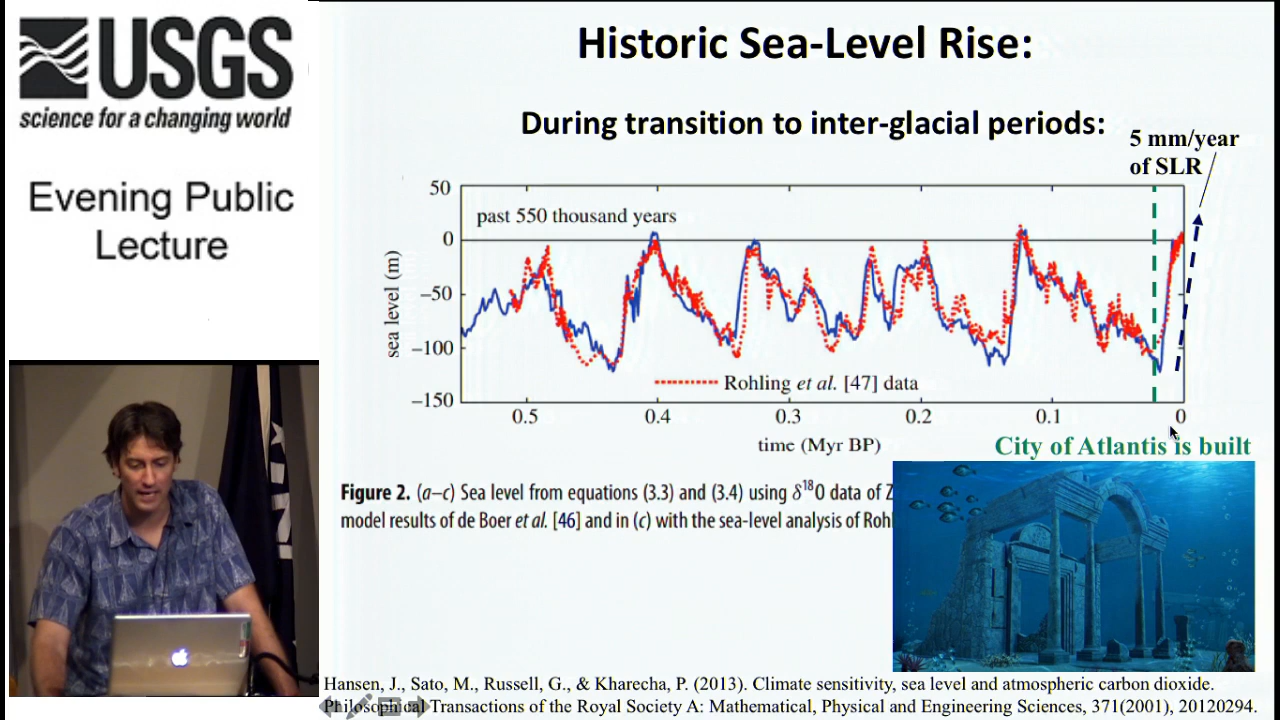 USGS
science for a changing world
Evening Public
Lecture
Historic Sea-Level Rise:
During transition to inter-glacial periods:
5 mm/year
of SLR
50
0
−50
−100
−150
sea level (m)
past 550 thousand years
Rohling et al. [47] data
0.5 0.4 0.3 0.2 0.1 0
time (Myr BP)
City of Atlantis is built
Figure 2. (a–c) Sea level from equations (3.3) and (3.4) using δ18O data of Z
model results of de Boer et al. [46] and in (c) with the sea-level analysis of Rohl
Hansen, J., Sato, M., Russell, G., & Kharecha, P. (2013). Climate sensitivity, sea level and atmospheric carbon dioxide.
Philosophical Transactions of the Royal Society A: Mathematical, Physical and Engineering Sciences, 371(2001), 20120294.